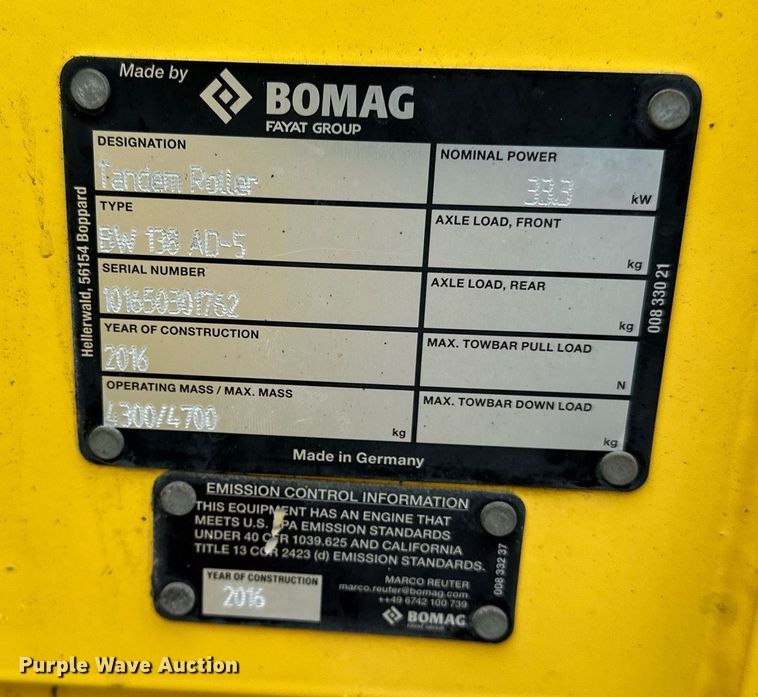 Made by
BOMAG
FAYAT GROUP
Hellerwald, 56154 Boppard
DESIGNATION
Tandem Roller
NOMINAL POWER
33.3 kW
TYPE
BW 138 AD-5
AXLE LOAD, FRONT
kg
SERIAL NUMBER
101650301762
AXLE LOAD, REAR
kg
YEAR OF CONSTRUCTION
2016
MAX. TOWBAR PULL LOAD
N
OPERATING MASS / MAX. MASS
4300/4700 kg
MAX. TOWBAR DOWN LOAD
kg
008 330 21
Made in Germany
EMISSION CONTROL INFORMATION
THIS EQUIPMENT HAS AN ENGINE THAT
MEETS U.S. EPA EMISSION STANDARDS
UNDER 40 CFR 1039.625 AND CALIFORNIA
TITLE 13 CCR 2423 (d) EMISSION STANDARDS.
YEAR OF CONSTRUCTION
2016
MARCO REUTER
marco.reuter@bomag.com
++49 6742 100 739
BOMAG
FAYAT GROUP
008 332 37
Purple Wave Auction